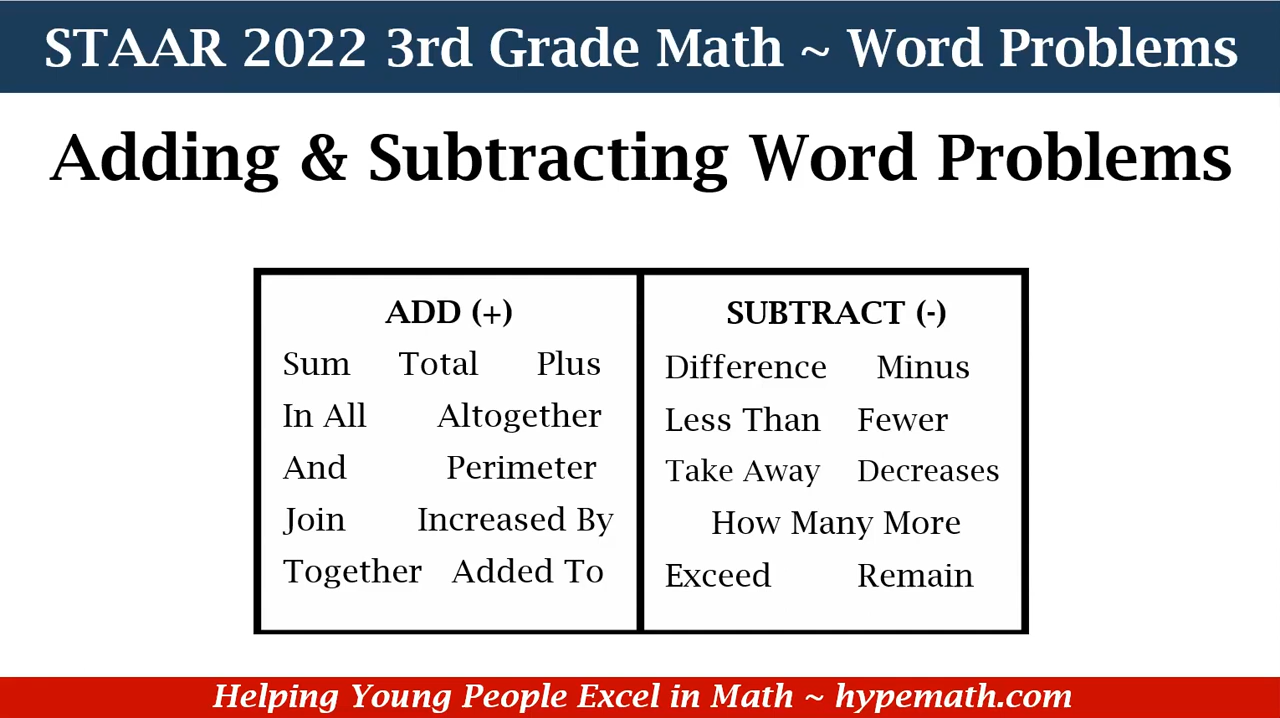 STAAR 2022 3rd Grade Math ~ Word Problems
Adding & Subtracting Word Problems
ADD (+)
Sum Total Plus
In All Altogether
And Perimeter
Join Increased By
Together Added To
SUBTRACT (-)
Difference Minus
Less Than Fewer
Take Away Decreases
How Many More
Exceed Remain
Helping Young People Excel in Math ~ hypemath.com